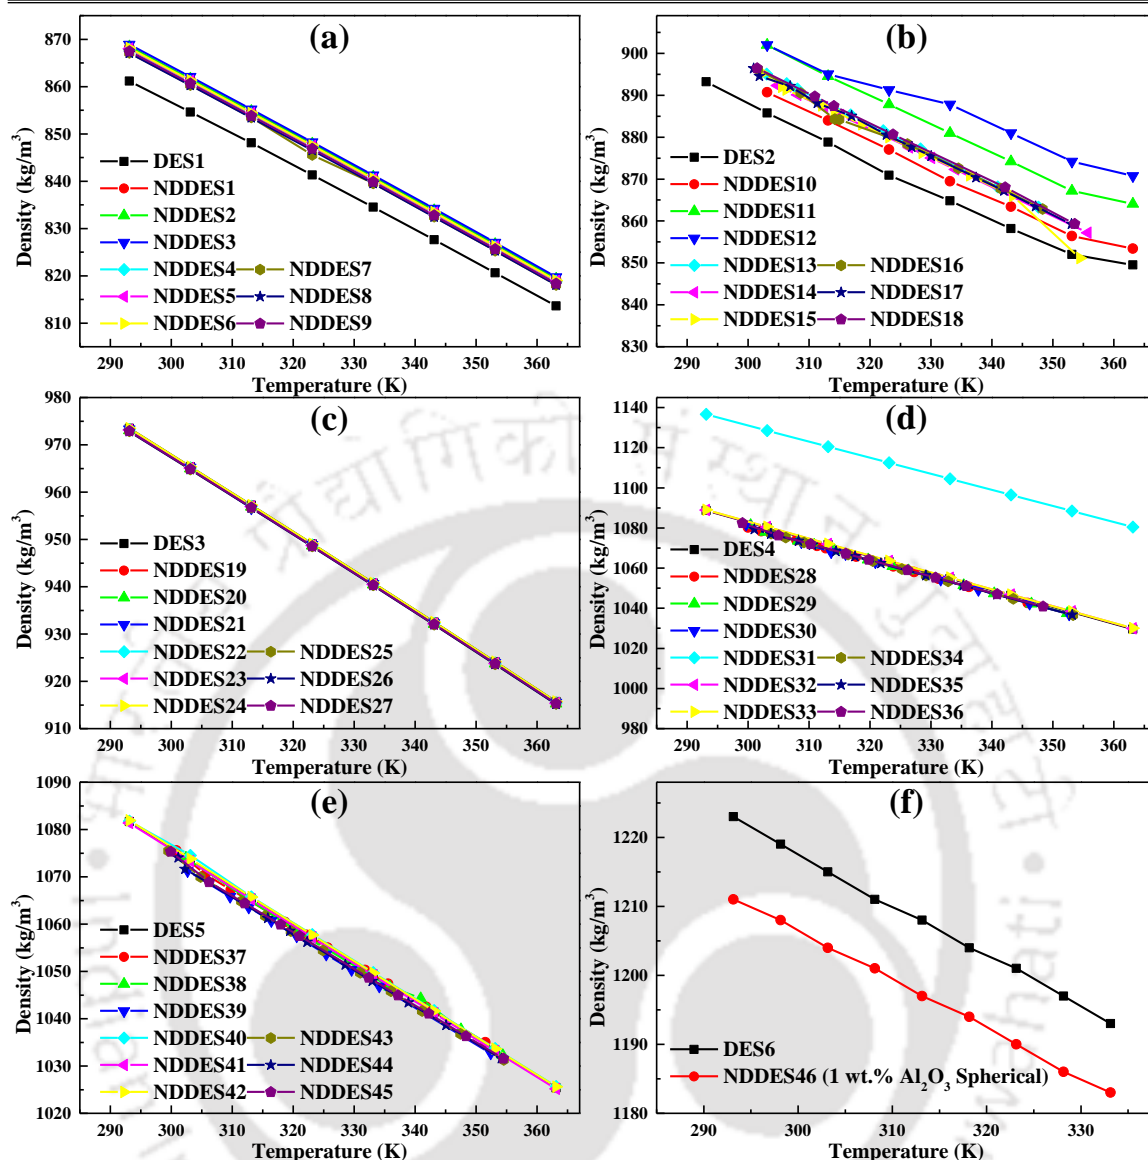 (a)
870
860
850
840
830
820
810
Density (kg/m³)
DES1
NDDES1
NDDES2
NDDES3
NDDES4 NDDES7
NDDES5 NDDES8
NDDES6 NDDES9
290 300 310 320 330 340 350 360
Temperature (K)
(b)
900
890
880
870
860
850
840
830
Density (kg/m³)
DES2
NDDES10
NDDES11
NDDES12
NDDES13 NDDES16
NDDES14 NDDES17
NDDES15 NDDES18
290 300 310 320 330 340 350 360
Temperature (K)
(c)
980
970
960
950
940
930
920
910
Density (kg/m³)
DES3
NDDES19
NDDES20
NDDES21
NDDES22 NDDES25
NDDES23 NDDES26
NDDES24 NDDES27
290 300 310 320 330 340 350 360
Temperature (K)
(d)
1140
1120
1100
1080
1060
1040
1020
1000
980
Density (kg/m³)
DES4
NDDES28
NDDES29
NDDES30
NDDES31 NDDES34
NDDES32 NDDES35
NDDES33 NDDES36
290 300 310 320 330 340 350 360
Temperature (K)
(e)
1090
1080
1070
1060
1050
1040
1030
1020
Density (kg/m³)
DES5
NDDES37
NDDES38
NDDES39
NDDES40 NDDES43
NDDES41 NDDES44
NDDES42 NDDES45
290 300 310 320 330 340 350 360
Temperature (K)
(f)
1220
1210
1200
1190
1180
Density (kg/m³)
DES6
NDDES46 (1 wt.% Al₂O₃ Spherical)
290 300 310 320 330
Temperature (K)